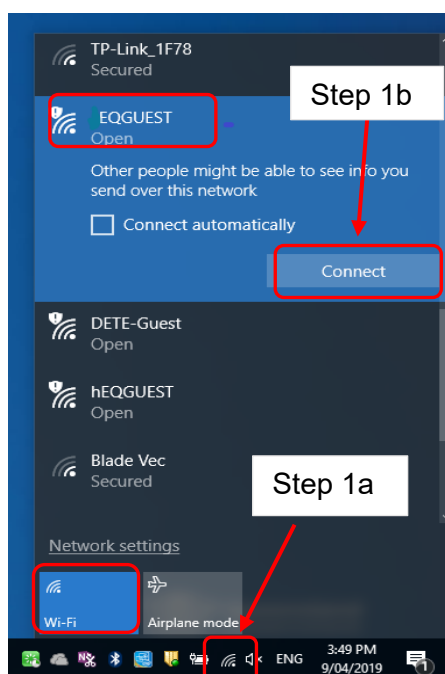 TP-Link_1F78
Secured
Step 1b
EQGUEST
Open
Other people might be able to see info you
send over this network
Connect automatically
Connect
DETE-Guest
Open
hEQGUEST
Open
Blade Vec
Secured
Step 1a
Network settings
Wi-Fi
Airplane mode
ENG
3:49 PM
9/04/2019
1